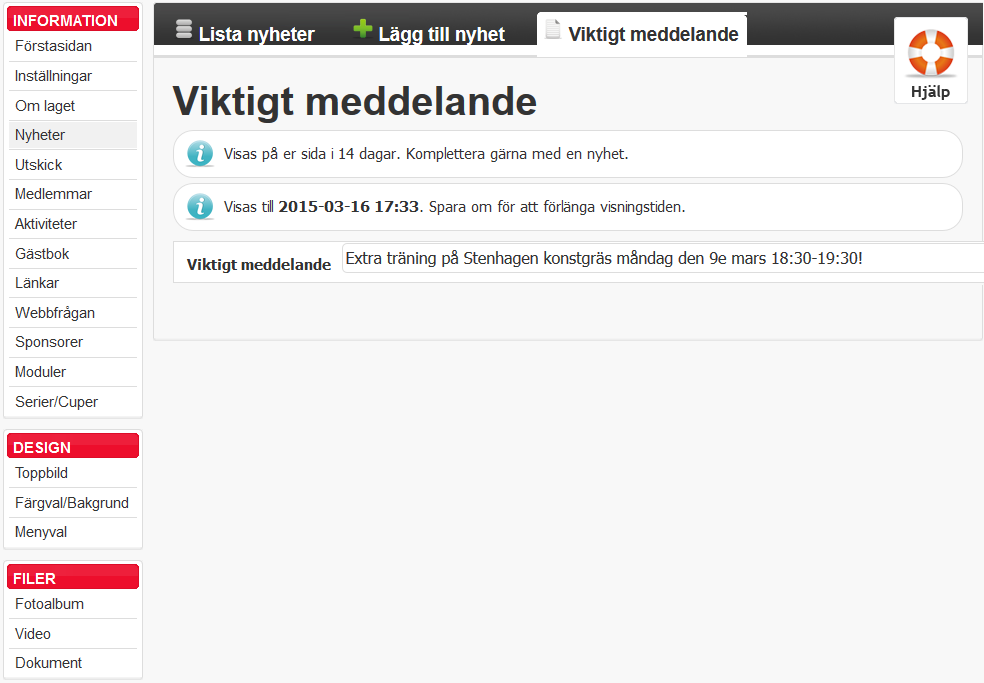 INFORMATION
Förstasidan
Inställningar
Om laget
Nyheter
Utskick
Medlemmar
Aktiviteter
Gästbok
Länkar
Webbfrågan
Sponsorer
Moduler
Serier/Cuper
DESIGN
Toppbild
Färgval/Bakgrund
Menyval
FILER
Fotoalbum
Video
Dokument
Lista nyheter
Lägg till nyhet
Viktigt meddelande
Hjälp
Viktigt meddelande
Visas på er sida i 14 dagar. Komplettera gärna med en nyhet.
Visas till 2015-03-16 17:33. Spara om för att förlänga visningstiden.
Viktigt meddelande
Extra träning på Stenhagen konstgräs måndag den 9e mars 18:30-19:30!